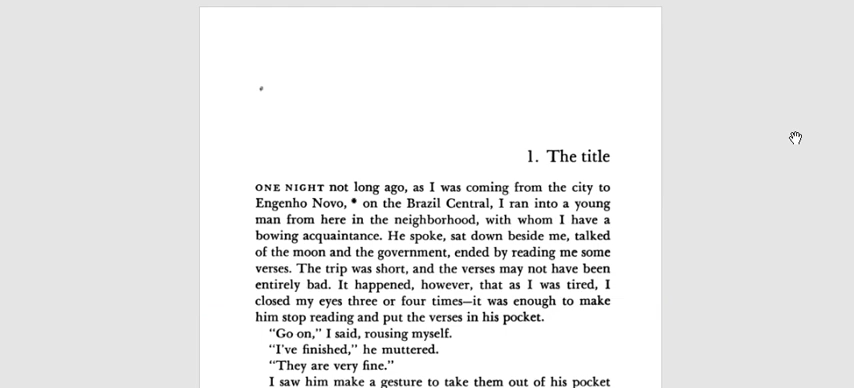 1. The title
ONE NIGHT not long ago, as I was coming from the city to
Engenho Novo,* on the Brazil Central, I ran into a young
man from here in the neighborhood, with whom I have a
bowing acquaintance. He spoke, sat down beside me, talked
of the moon and the government, ended by reading me some
verses. The trip was short, and the verses may not have been
entirely bad. It happened, however, that as I was tired, I
closed my eyes three or four times—it was enough to make
him stop reading and put the verses in his pocket.
“Go on,” I said, rousing myself.
“I’ve finished,” he muttered.
“They are very fine.”
I saw him make a gesture to take them out of his pocket